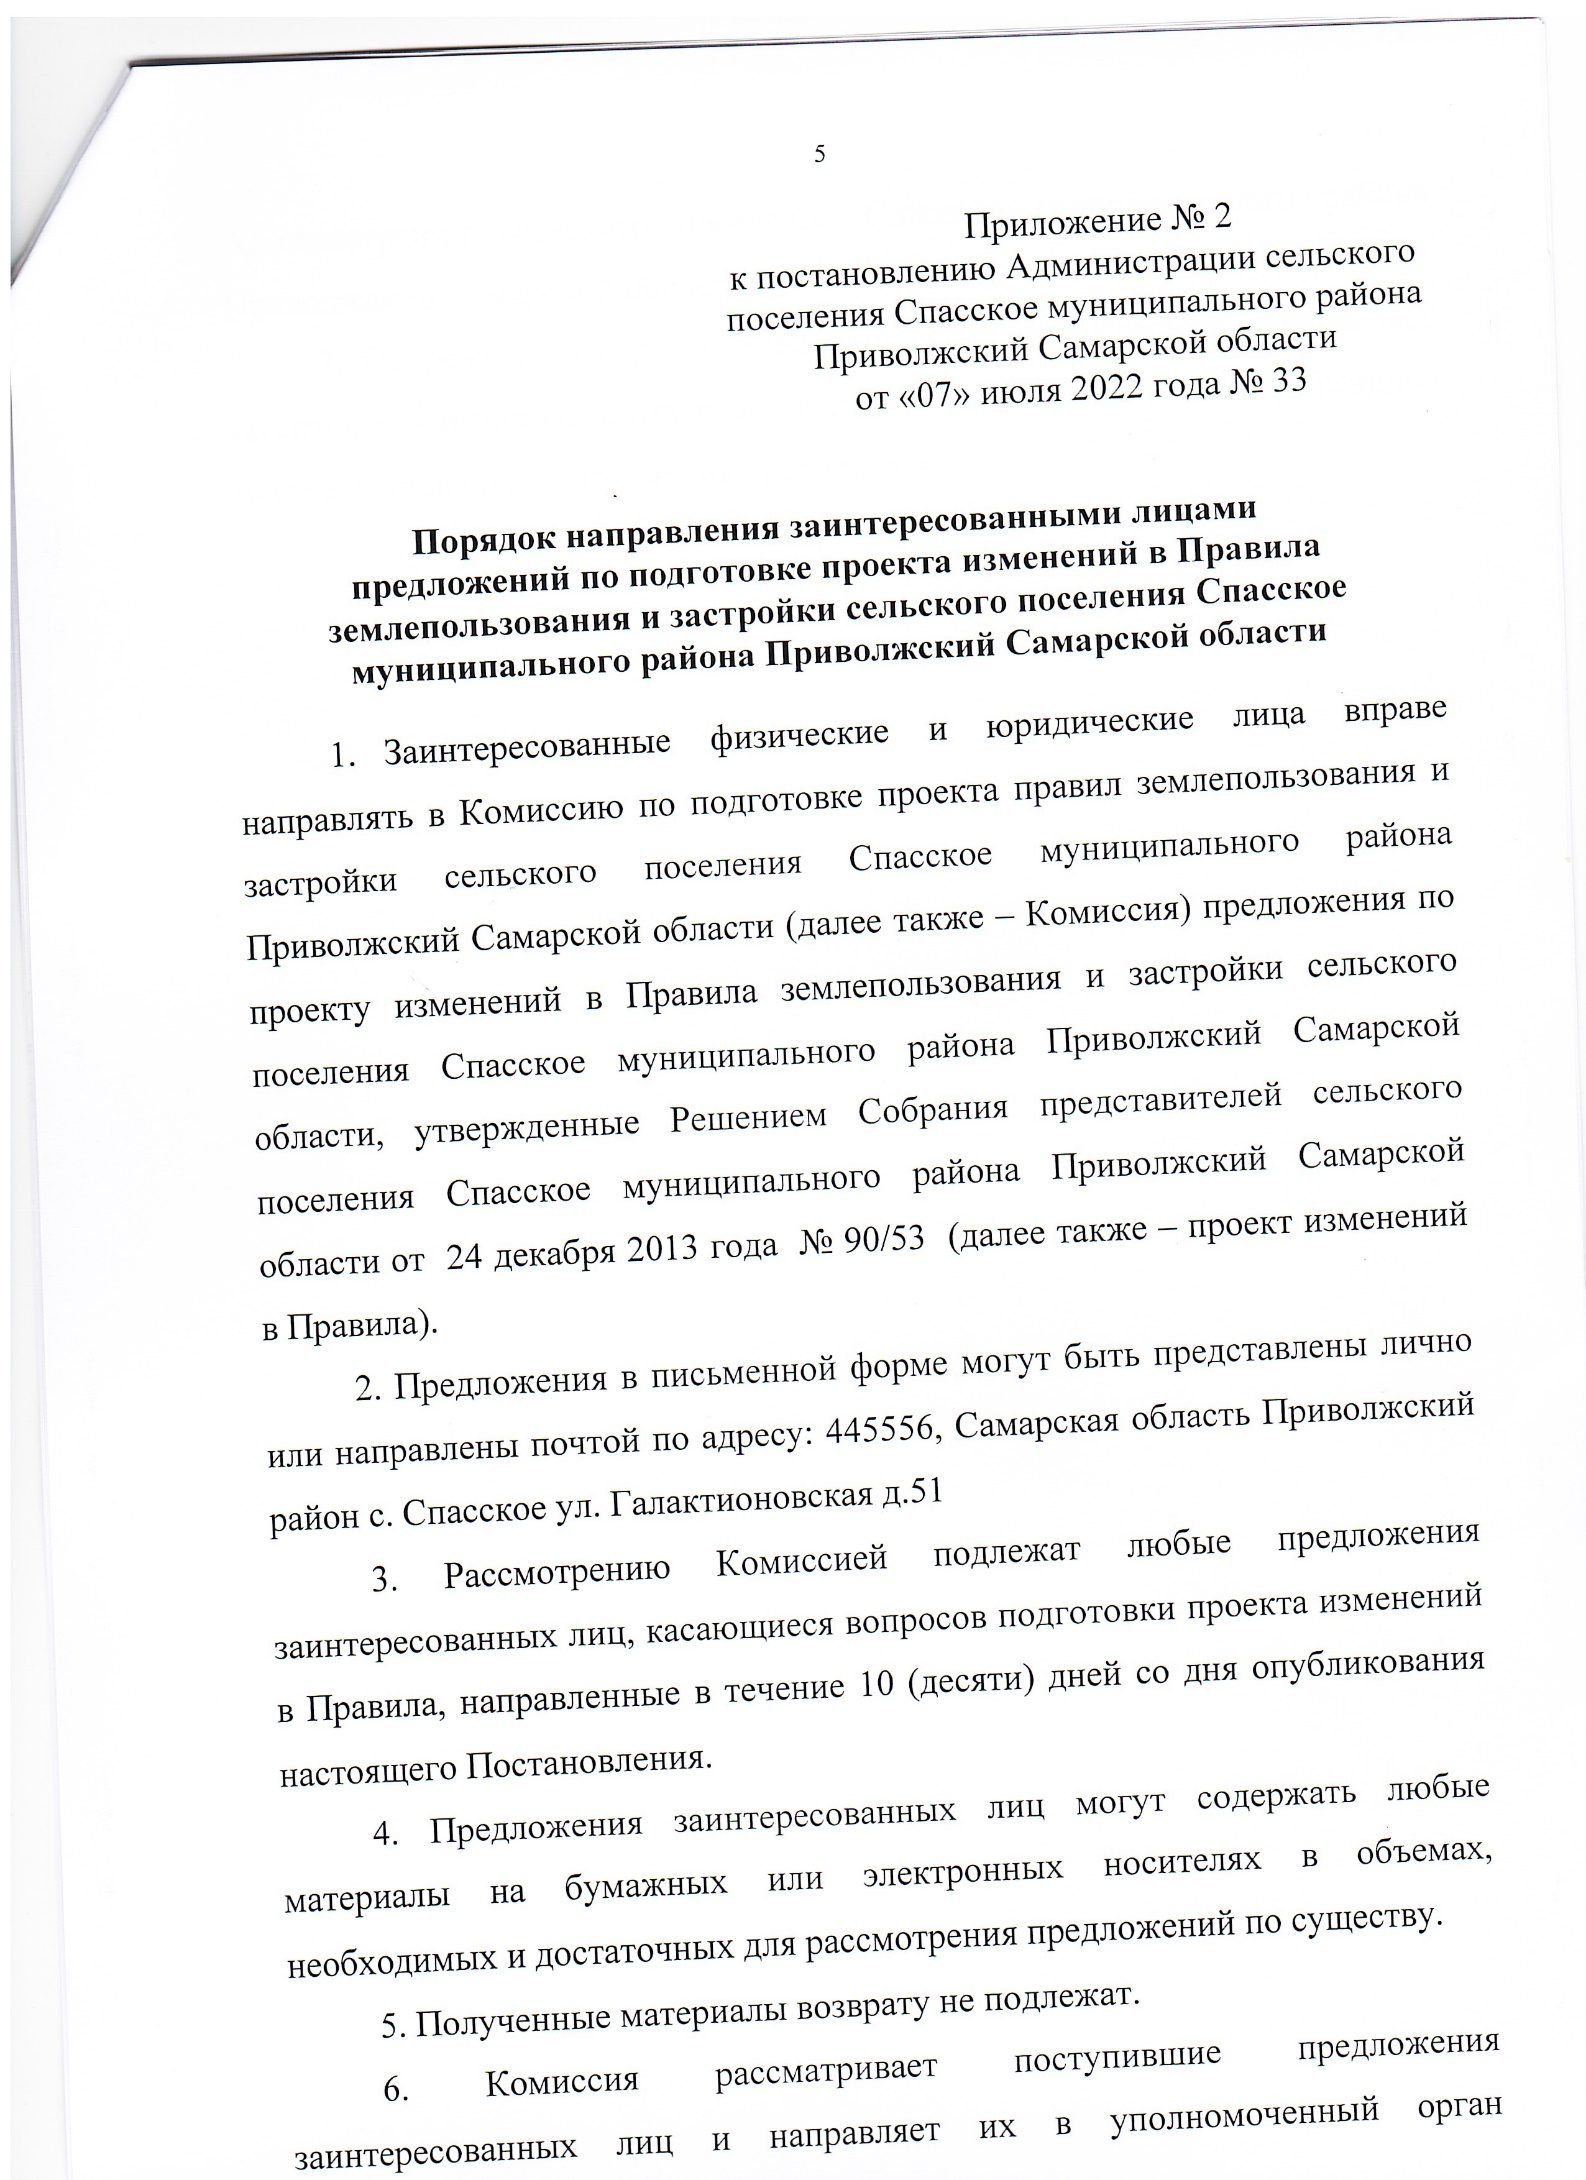 5
Приложение № 2
к постановлению Администрации сельского
поселения Спасское муниципального района
Приволжский Самарской области
от «07» июля 2022 года № 33
Порядок направления заинтересованными лицами
предложений по подготовке проекта изменений в Правила
землепользования и застройки сельского поселения Спасское
муниципального района Приволжский Самарской области
1. Заинтересованные физические и юридические лица вправе
направлять в Комиссию по подготовке проекта правил землепользования и
застройки сельского поселения Спасское муниципального района
Приволжский Самарской области (далее также – Комиссия) предложения по
проекту изменений в Правила землепользования и застройки сельского
поселения Спасское муниципального района Приволжский Самарской
области, утвержденные Решением Собрания представителей сельского
поселения Спасское муниципального района Приволжский Самарской
области от 24 декабря 2013 года № 90/53 (далее также – проект изменений
в Правила).
2. Предложения в письменной форме могут быть представлены лично
или направлены почтой по адресу: 445556, Самарская область Приволжский
район с. Спасское ул. Галактионовская д.51
3. Рассмотрению Комиссией подлежат любые предложения
заинтересованных лиц, касающиеся вопросов подготовки проекта изменений
в Правила, направленные в течение 10 (десяти) дней со дня опубликования
настоящего Постановления.
4. Предложения заинтересованных лиц могут содержать любые
материалы на бумажных или электронных носителях в объемах,
необходимых и достаточных для рассмотрения предложений по существу.
5. Полученные материалы возврату не подлежат.
6. Комиссия рассматривает поступившие предложения
заинтересованных лиц и направляет их в уполномоченный орган